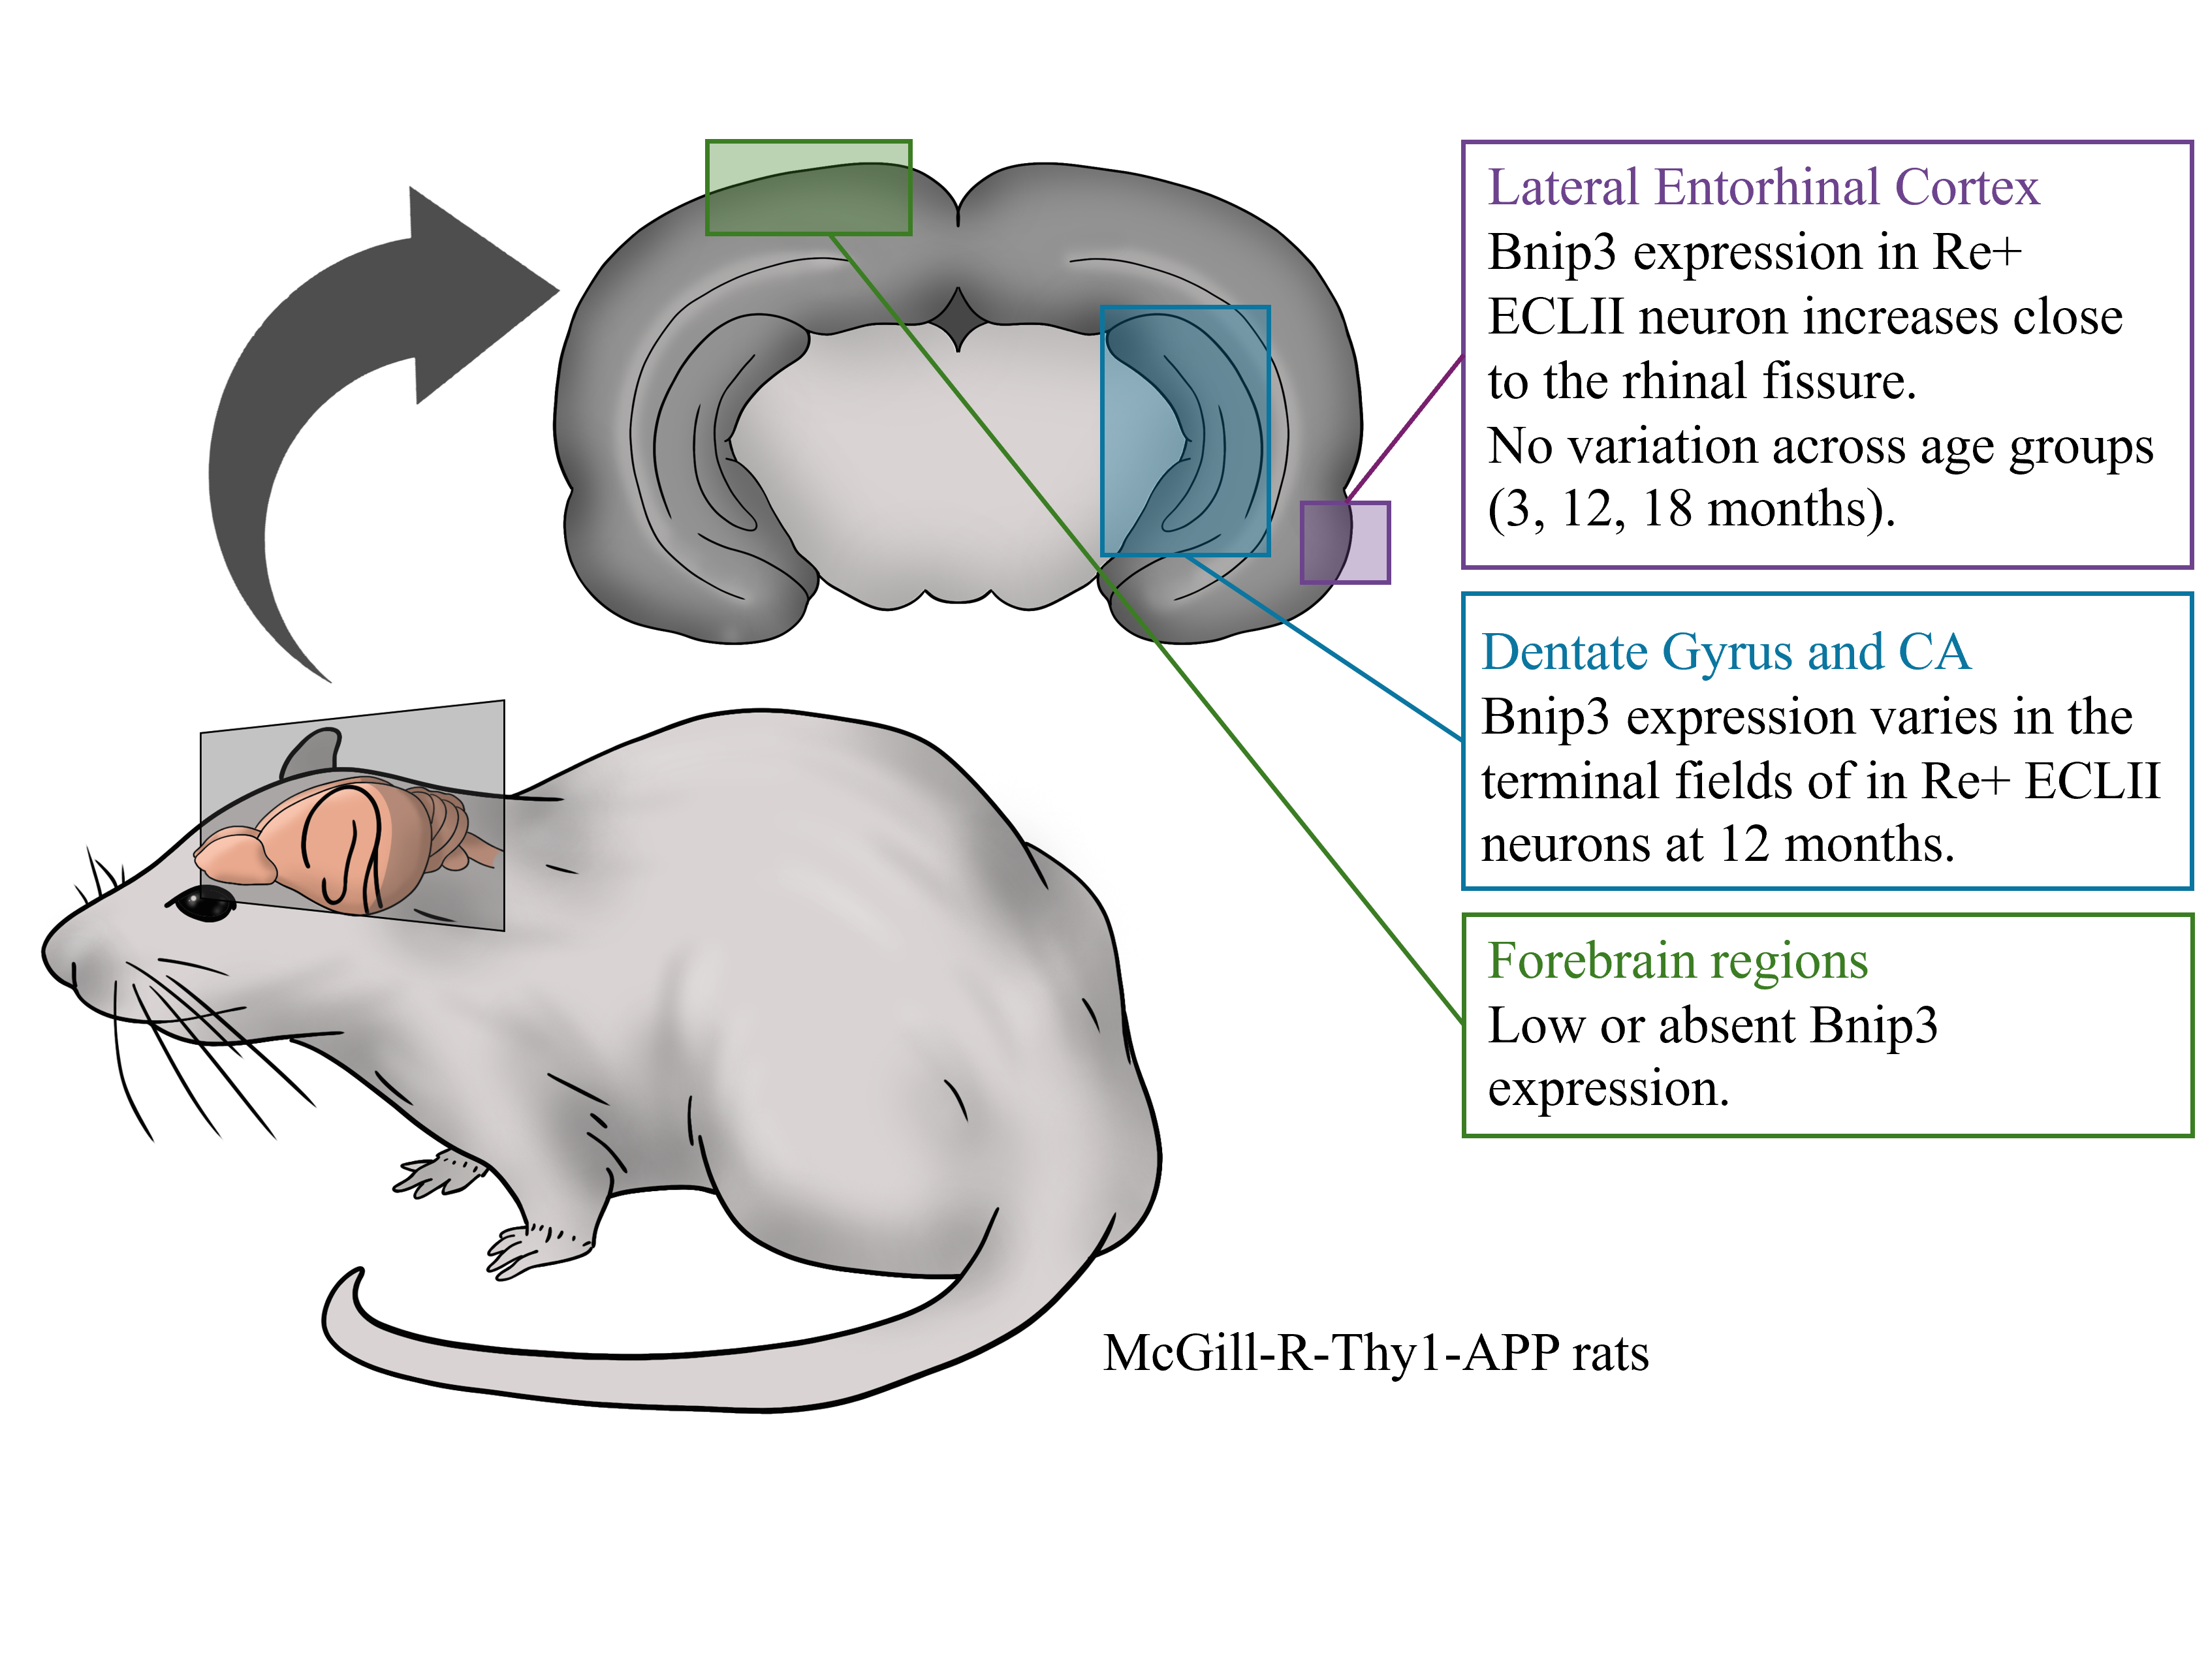 Lateral Entorhinal Cortex
Bnip3 expression in Re+
ECLII neuron increases close
to the rhinal fissure.
No variation across age groups
(3, 12, 18 months).
Dentate Gyrus and CA
Bnip3 expression varies in the
terminal fields of in Re+ ECLII
neurons at 12 months.
Forebrain regions
Low or absent Bnip3
expression.
McGill-R-Thy1-APP rats